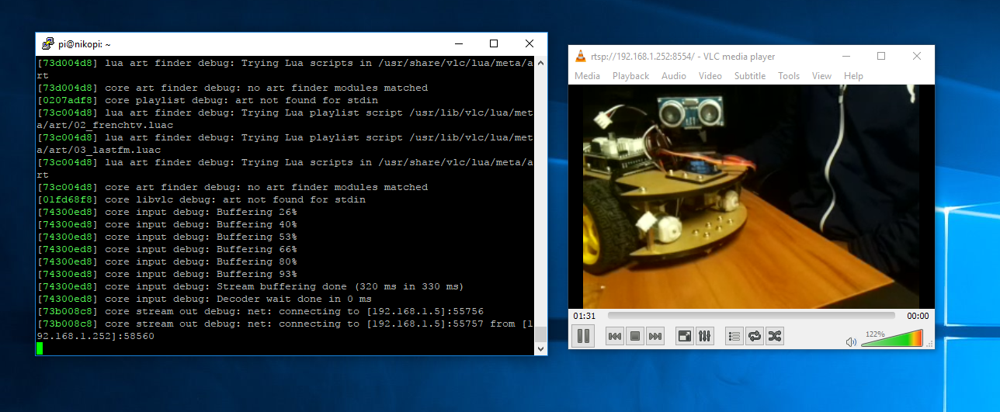 pi@nikopi: ~
[73d004d8] lua art finder debug: Trying Lua scripts in /usr/share/vlc/lua/meta/a
rt
[73d004d8] core art finder debug: no art finder modules matched
[0207adf8] core playlist debug: art not found for stdin
[73c004d8] lua art finder debug: Trying Lua playlist script /usr/lib/vlc/lua/met
a/art/02_frenchtv.luac
[73c004d8] lua art finder debug: Trying Lua playlist script /usr/lib/vlc/lua/met
a/art/03_lastfm.luac
[73c004d8] lua art finder debug: Trying Lua scripts in /usr/share/vlc/lua/meta/a
rt
[73c004d8] core art finder debug: no art finder modules matched
[01fd68f8] core libvlc debug: art not found for stdin
[74300ed8] core input debug: Buffering 26%
[74300ed8] core input debug: Buffering 40%
[74300ed8] core input debug: Buffering 53%
[74300ed8] core input debug: Buffering 66%
[74300ed8] core input debug: Buffering 80%
[74300ed8] core input debug: Buffering 93%
[74300ed8] core input debug: Stream buffering done (320 ms in 330 ms)
[74300ed8] core input debug: Decoder wait done in 0 ms
[73b008c8] core stream out debug: net: connecting to [192.168.1.5]:55756
[73b008c8] core stream out debug: net: connecting to [192.168.1.5]:55757 from [1
92.168.1.252]:58560
rtsp://192.168.1.252:8554/ - VLC media player
Media Playback Audio Video Subtitle Tools View Help
01:31 00:00
122%